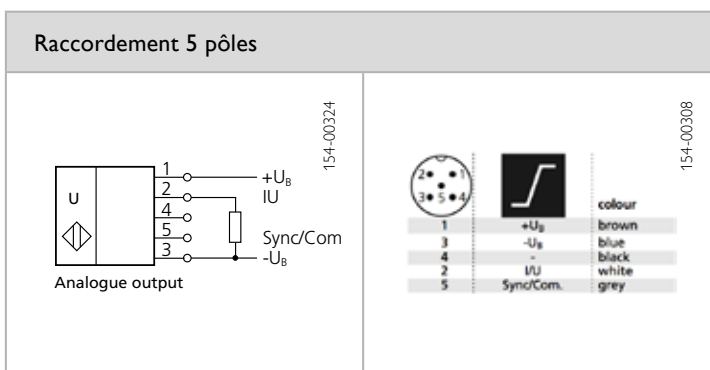 Raccordement 5 pôles
154-00324
U
1
2
4
5
3
+UB
IU
Sync/Com
-UB
Analogue output
154-00308
2 1
3 5 4
colour
1 +UB brown
3 -UB blue
4 - black
2 I/U white
5 Sync/Com. grey